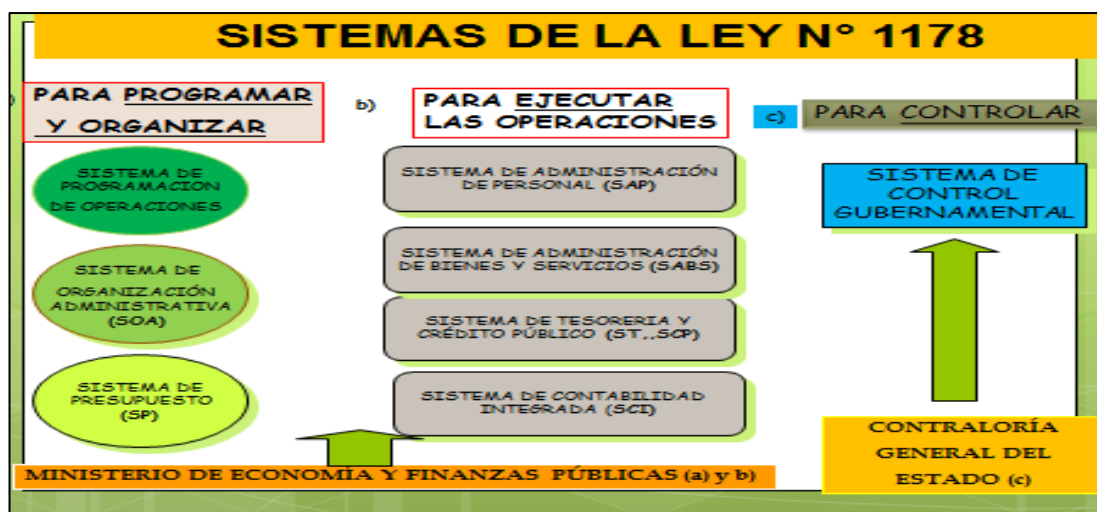 SISTEMAS DE LA LEY N° 1178
)
PARA PROGRAMAR
Y ORGANIZAR
SISTEMA DE
PROGRAMACION
DE OPERACIONES
SISTEMA DE
ORGANIZACIÓN
ADMINISTRATIVA
(SOA)
SISTEMA DE
PRESUPUESTO
(SP)
b)
PARA EJECUTAR
LAS OPERACIONES
SISTEMA DE ADMINISTRACIÓN
DE PERSONAL (SAP)
SISTEMA DE ADMINISTRACIÓN
DE BIENES Y SERVICIOS (SABS)
SISTEMA DE TESORERIA Y
CRÉDITO PÚBLICO (ST,,SCP)
SISTEMA DE CONTABILIDAD
INTEGRADA (SCI)
MINISTERIO DE ECONOMÍA Y FINANZAS PÚBLICAS (a) y b)
c)
PARA CONTROLAR
SISTEMA DE
CONTROL
GUBERNAMENTAL
CONTRALORÍA
GENERAL DEL
ESTADO (c)